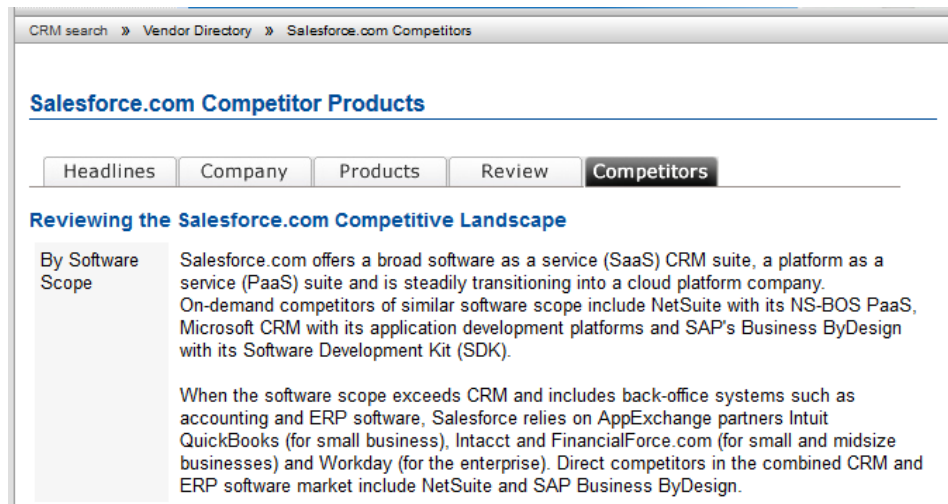 CRM search » Vendor Directory » Salesforce.com Competitors
Salesforce.com Competitor Products
Headlines Company Products Review Competitors
Reviewing the Salesforce.com Competitive Landscape
By Software Scope
Salesforce.com offers a broad software as a service (SaaS) CRM suite, a platform as a
service (PaaS) suite and is steadily transitioning into a cloud platform company.
On-demand competitors of similar software scope include NetSuite with its NS-BOS PaaS,
Microsoft CRM with its application development platforms and SAP's Business ByDesign
with its Software Development Kit (SDK).
When the software scope exceeds CRM and includes back-office systems such as
accounting and ERP software, Salesforce relies on AppExchange partners Intuit
QuickBooks (for small business), Intacct and FinancialForce.com (for small and midsize
businesses) and Workday (for the enterprise). Direct competitors in the combined CRM and
ERP software market include NetSuite and SAP Business ByDesign.